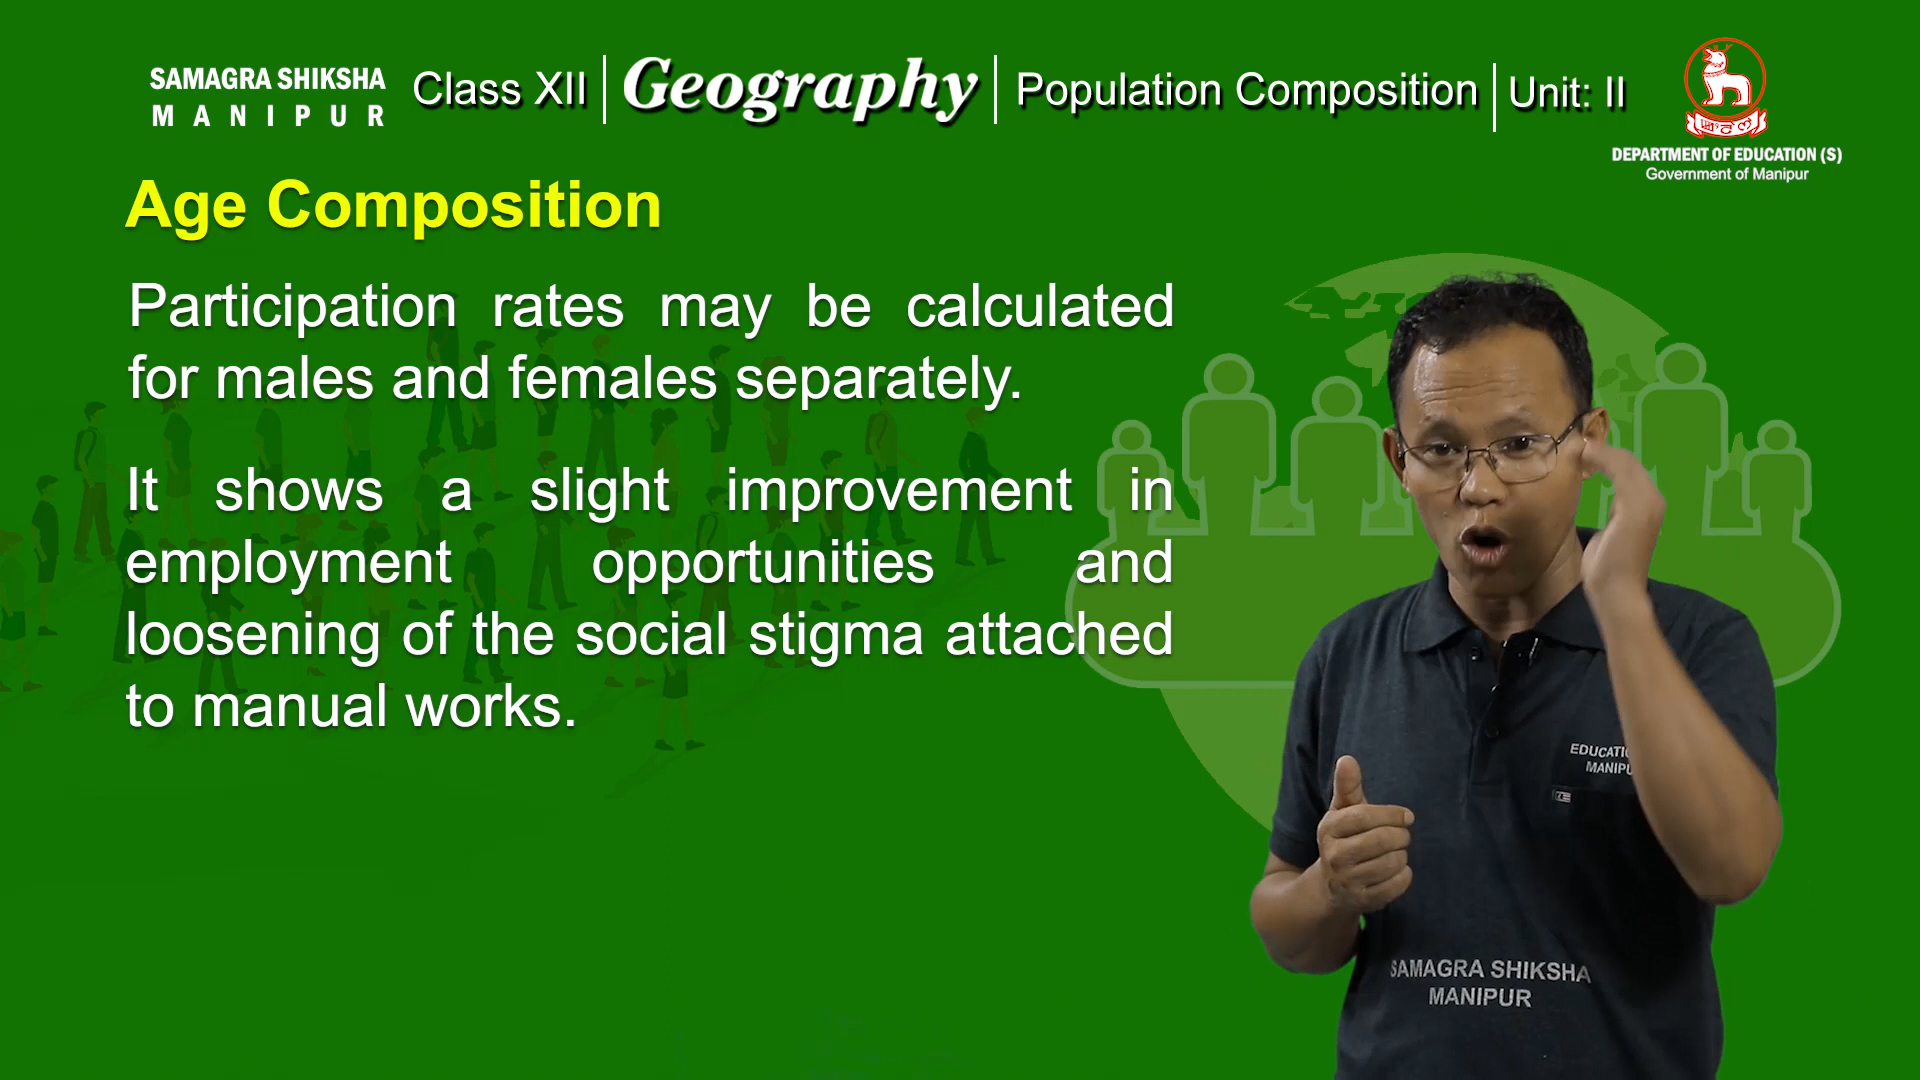 SAMAGRA SHIKSHA
MANIPUR
Class XII
Geography
Population Composition
Unit: II
DEPARTMENT OF EDUCATION (S)
Government of Manipur
Age Composition
Participation rates may be calculated
for males and females separately.
It shows a slight improvement in
employment opportunities and
loosening of the social stigma attached
to manual works.
SAMAGRA SHIKSHA
MANIPUR